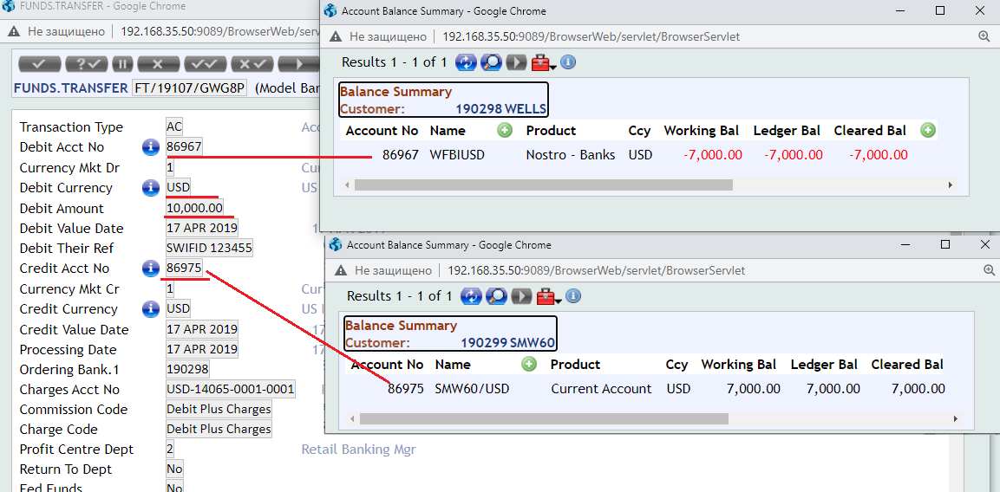 FUNDS.TRANSFER - Google Chrome
Не защищено 192.168.35.50:9089/BrowserWeb/serv
FUNDS.TRANSFER FT/19107/GWG8P (Model Ban
Transaction Type AC Acc
Debit Acct No 86967
Currency Mkt Dr 1 Cur
Debit Currency USD US
Debit Amount 10,000.00
Debit Value Date 17 APR 2019
Debit Their Ref SWIFID 123455
Credit Acct No 86975
Currency Mkt Cr 1 Cur
Credit Currency USD US
Credit Value Date 17 APR 2019 17
Processing Date 17 APR 2019 17
Ordering Bank.1 190298
Charges Acct No USD-14065-0001-0001
Commission Code Debit Plus Charges
Charge Code Debit Plus Charges
Profit Centre Dept 2 Retail Banking Mgr
Return To Dept No
Fed Funds No
Account Balance Summary - Google Chrome
Не защищено 192.168.35.50:9089/BrowserWeb/servlet/BrowserServlet
Results 1 - 1 of 1
Balance Summary
Customer: 190298 WELLS
Account No Name Product Ccy Working Bal Ledger Bal Cleared Bal
86967 WFBIUSD Nostro - Banks USD -7,000.00 -7,000.00 -7,000.00
Account Balance Summary - Google Chrome
Не защищено 192.168.35.50:9089/BrowserWeb/servlet/BrowserServlet
Results 1 - 1 of 1
Balance Summary
Customer: 190299 SMW60
Account No Name Product Ccy Working Bal Ledger Bal Cleared Bal
86975 SMW60/USD Current Account USD 7,000.00 7,000.00 7,000.00